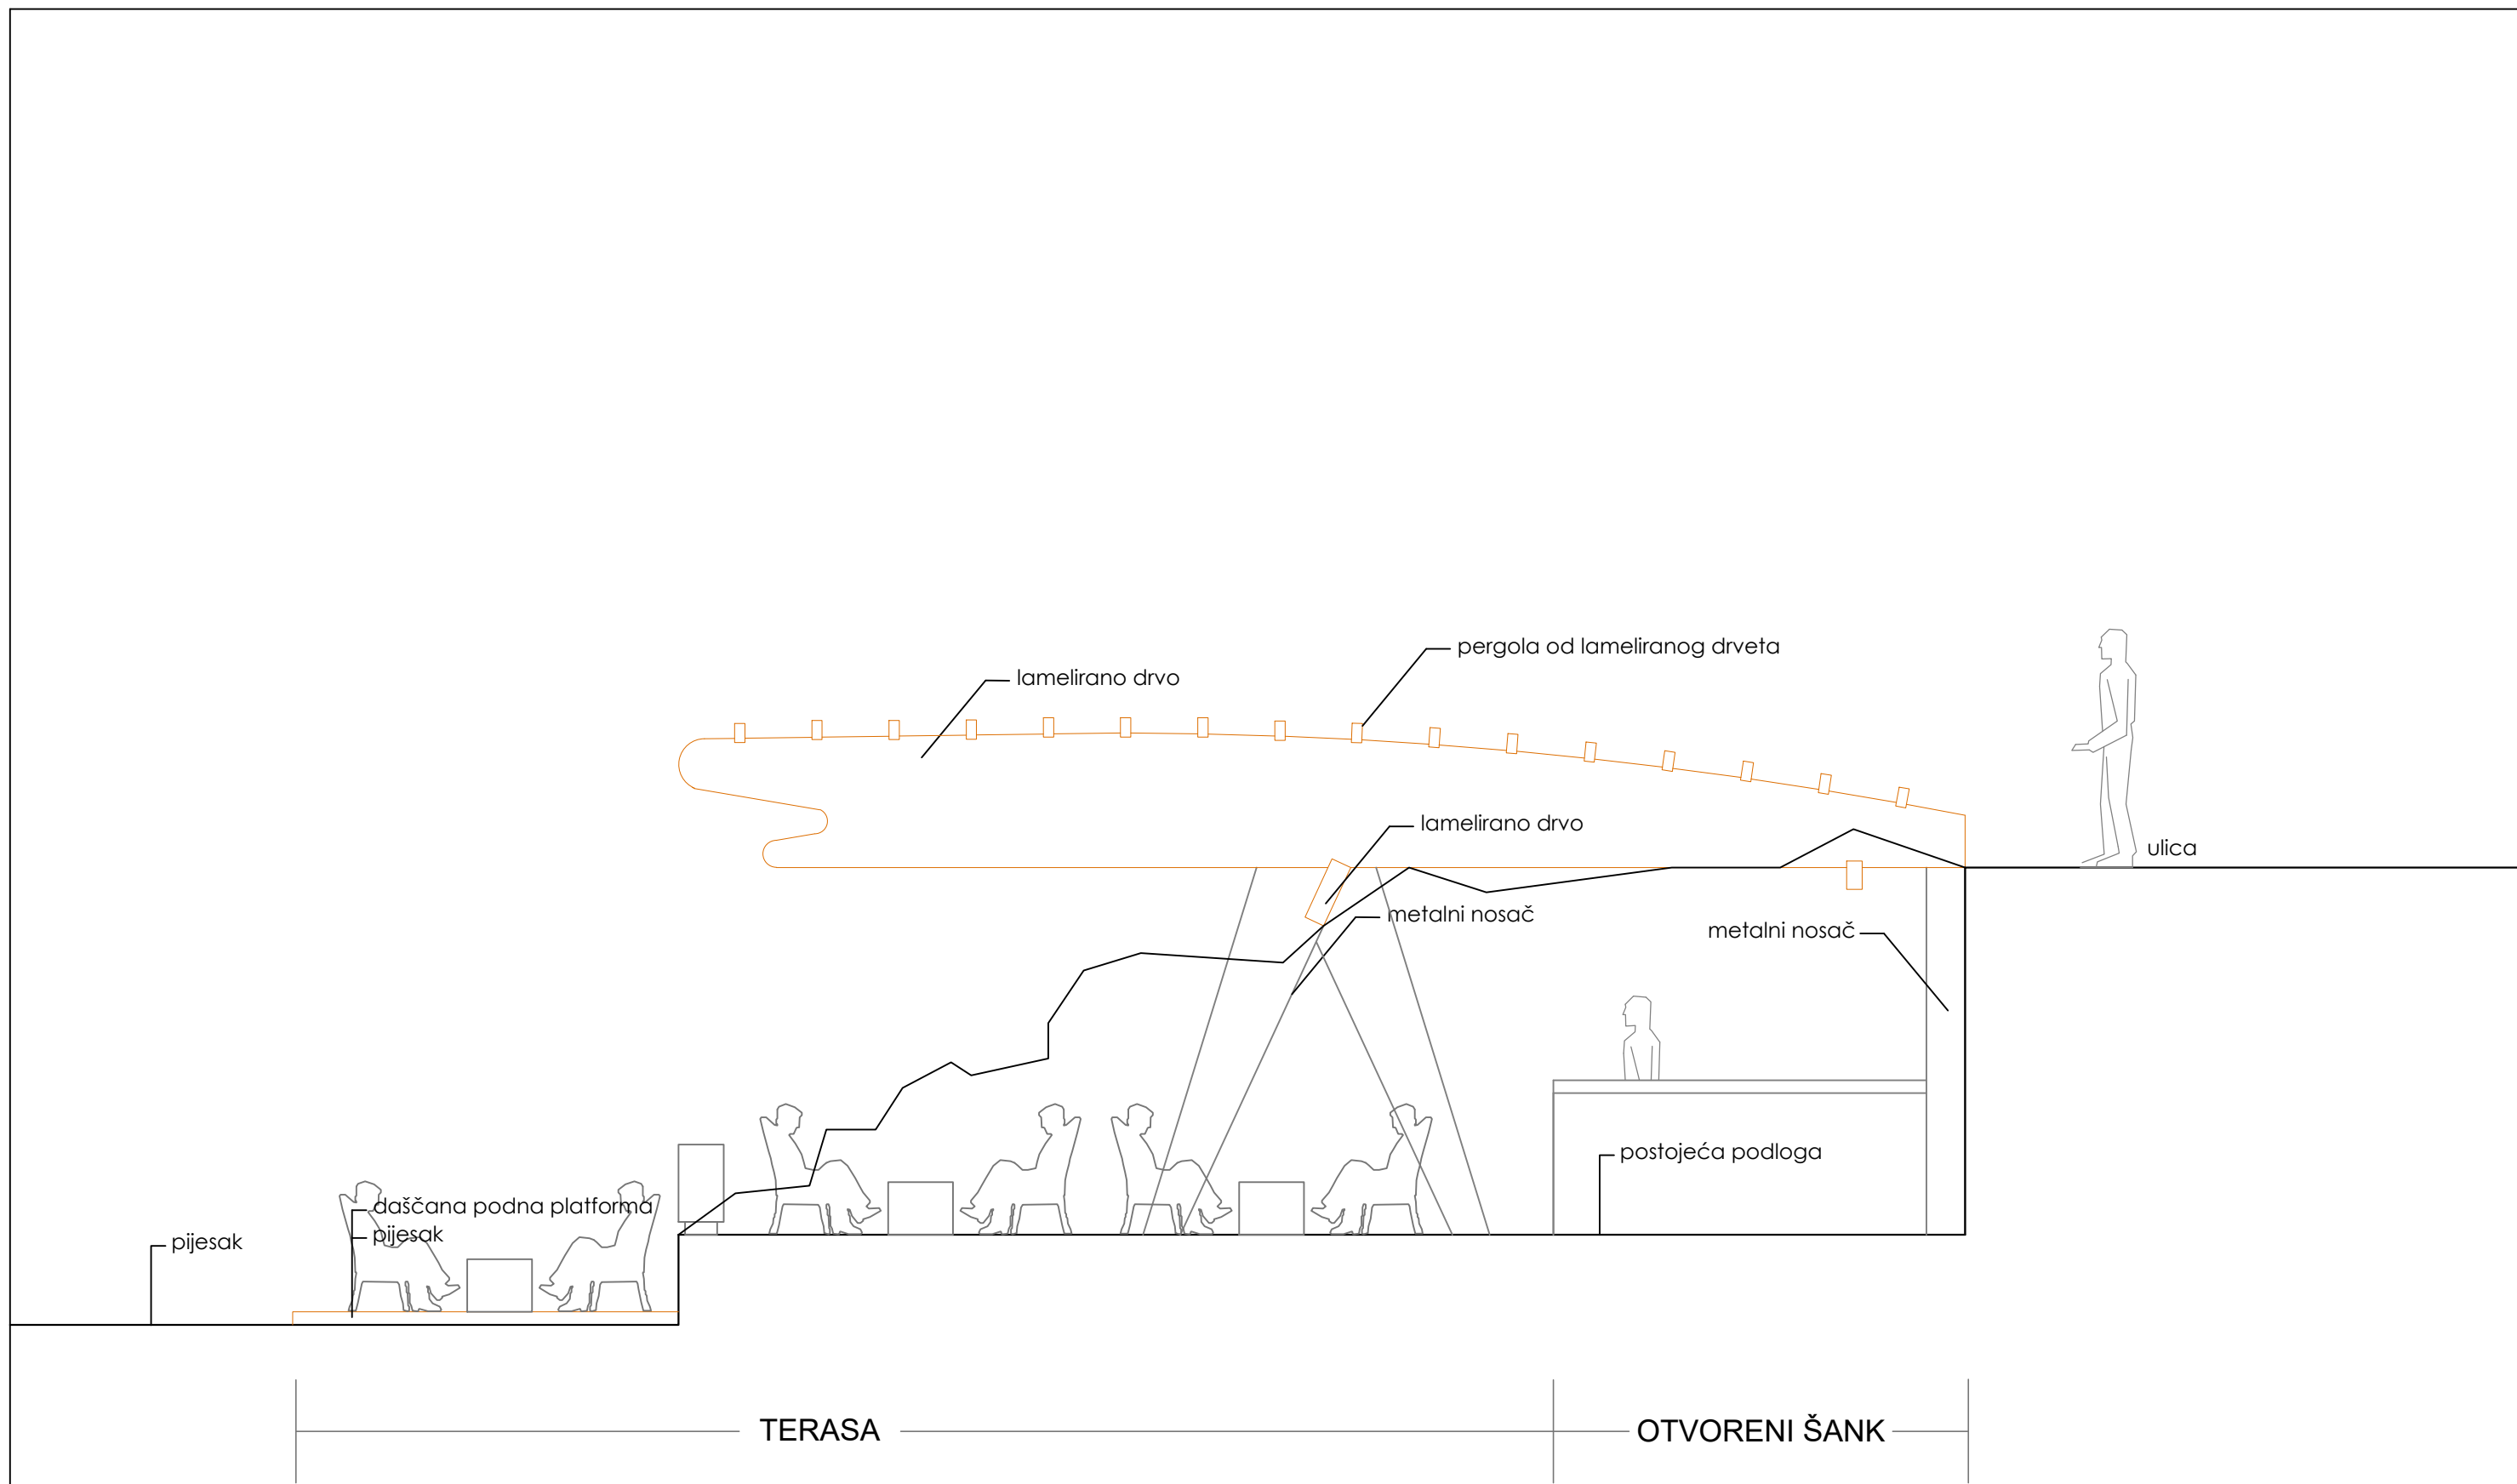 pergola od lameliranog drveta
lamelirano drvo
lamelirano drvo
ulica
metalni nosač
metalni nosač
postojeća podloga
daščana podna platforma
pijesak
pijesak
TERASA
OTVORENI ŠANK